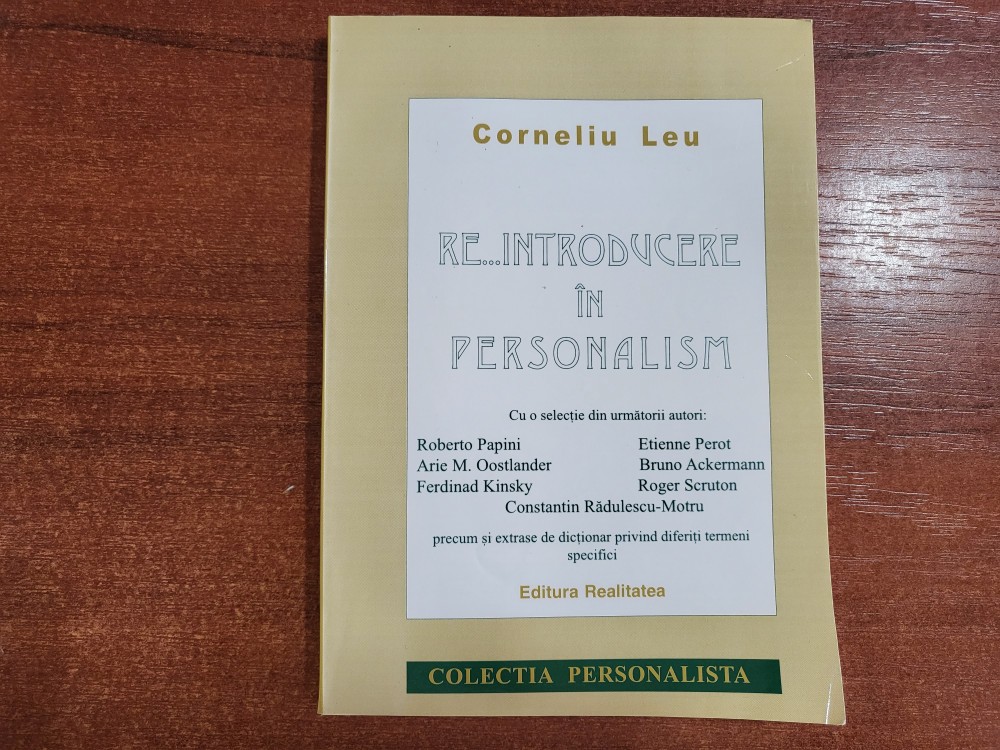 Corneliu Leu
RE...INTRODUCERE
ÎN
PERSONALISM
Cu o selecție din următorii autori:
Roberto Papini Etienne Perot
Arie M. Oostlander Bruno Ackermann
Ferdinad Kinsky Roger Scruton
Constantin Rădulescu-Motru
precum și extrase de dicționar privind diferiți termeni
specifici
Editura Realitatea
COLECTIA PERSONALISTA